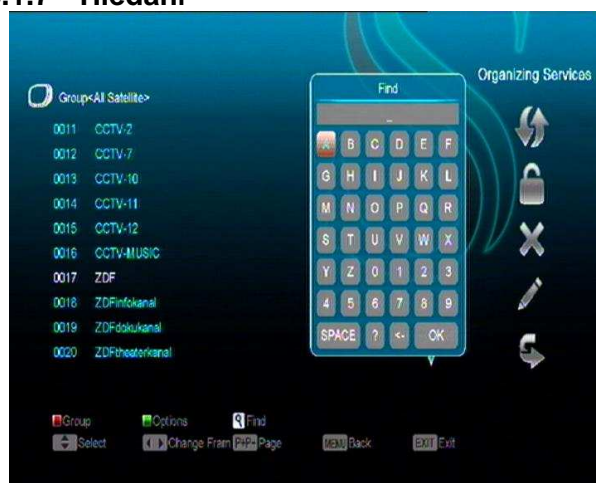 Organizing Services
Group<All Satellite>
0011 CCTV-2
0012 CCTV-7
0013 CCTV-10
0014 CCTV-11
0015 CCTV-12
0016 CCTV-MUSIC
0017 ZDF
0018 ZDFinfokanal
0019 ZDFdokukanal
0020 ZDFtheaterkanal
Find
_
A B C D E F
G H I J K L
M N O P Q R
S T U V W X
Y Z 0 1 2 3
4 5 6 7 8 9
SPACE ? <- OK
Group Options Find
Select Change Fram P+P- Page MENU Back EXIT Exit